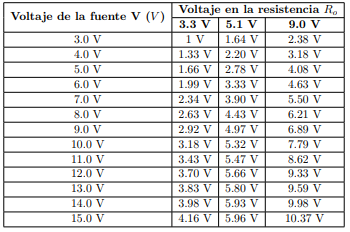 Voltaje de la fuente V (V) Voltaje en la resistencia Ro
3.3 V 5.1 V 9.0 V
3.0 V 1 V 1.64 V 2.38 V
4.0 V 1.33 V 2.20 V 3.18 V
5.0 V 1.66 V 2.78 V 4.08 V
6.0 V 1.99 V 3.33 V 4.63 V
7.0 V 2.34 V 3.90 V 5.50 V
8.0 V 2.63 V 4.43 V 6.21 V
9.0 V 2.92 V 4.97 V 6.89 V
10.0 V 3.18 V 5.32 V 7.79 V
11.0 V 3.43 V 5.47 V 8.62 V
12.0 V 3.70 V 5.66 V 9.33 V
13.0 V 3.83 V 5.80 V 9.59 V
14.0 V 3.98 V 5.93 V 9.98 V
15.0 V 4.16 V 5.96 V 10.37 V